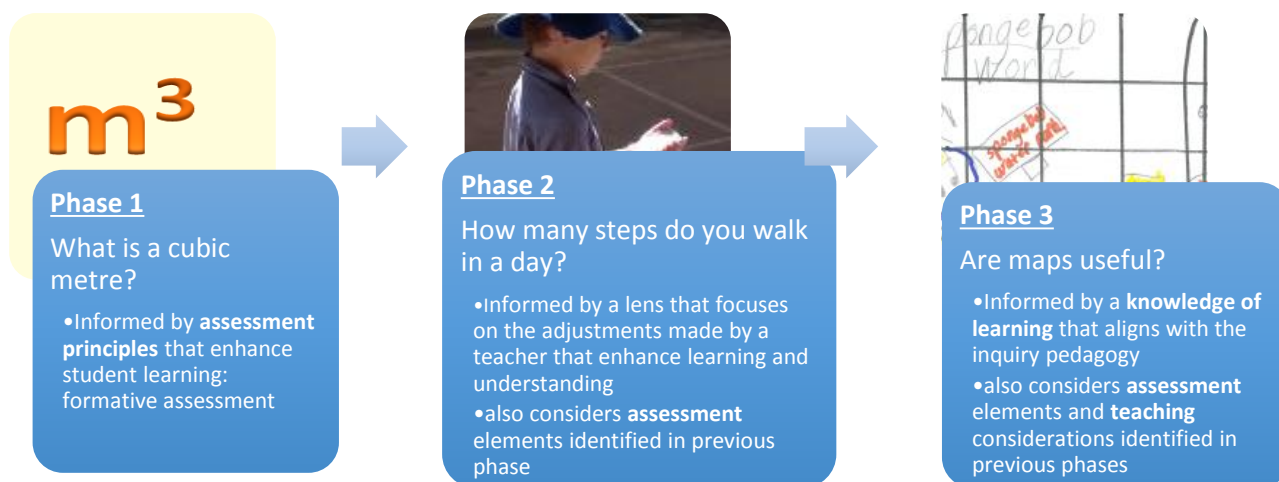 m³
Phase 1
What is a cubic
metre?
•Informed by assessment
principles that enhance
student learning:
formative assessment
Phase 2
How many steps do you walk
in a day?
•Informed by a lens that focuses
on the adjustments made by a
teacher that enhance learning and
understanding
•also considers assessment
elements identified in previous
phase
pongebob
World
spongebob
water park
Phase 3
Are maps useful?
•Informed by a knowledge of
learning that aligns with the
inquiry pedagogy
•also considers assessment
elements and teaching
considerations identified in
previous phases